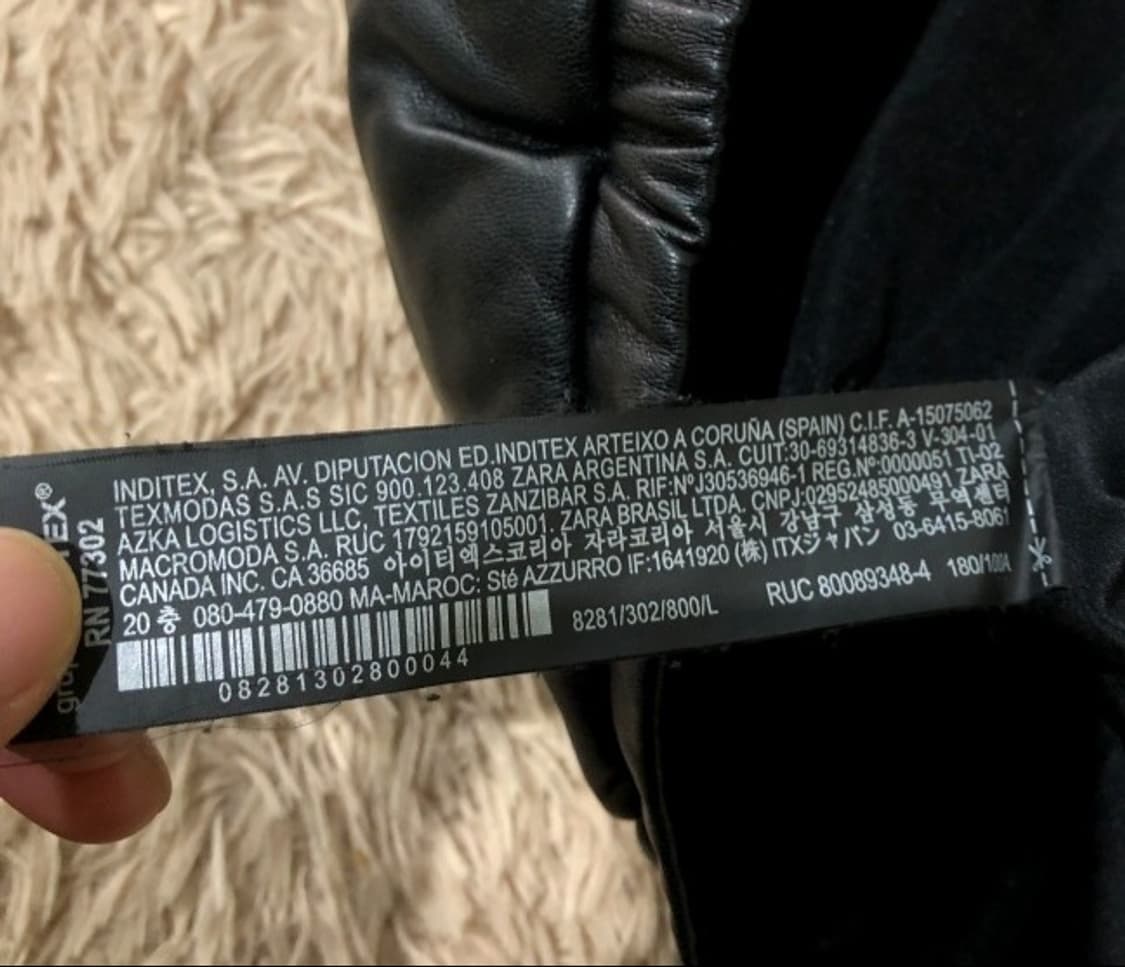 INDITEX, S.A. AV. DIPUTACION ED.INDITEX ARTEIXO A CORUÑA (SPAIN) C.I.F. A-15075062
TEXMODAS S.A.S SIC 900.123.408 ZARA ARGENTINA S.A. CUIT:30-69314836-3 V-304-01
AZKA LOGISTICS LLC, TEXTILES ZANZIBAR S.A. RIF:NºJ30536946-1 REG.Nº-0000051 TI-02
MACROMODA S.A. RUC 1792159105001. ZARA BRASIL LTDA. CNPJ:02952485000491 ZARA
CANADA INC. CA 36685 아이티엑스코리아 자라코리아 서울시 강남구 삼성동 무역센터
20 층 080-479-0880 MA-MAROC: Sté AZZURRO IF:1641920 (株) ITXジャパン 03-6415-8061
8281/302/800/L
RUC 80089348-4 180/100A
08281302800044
RN 77302